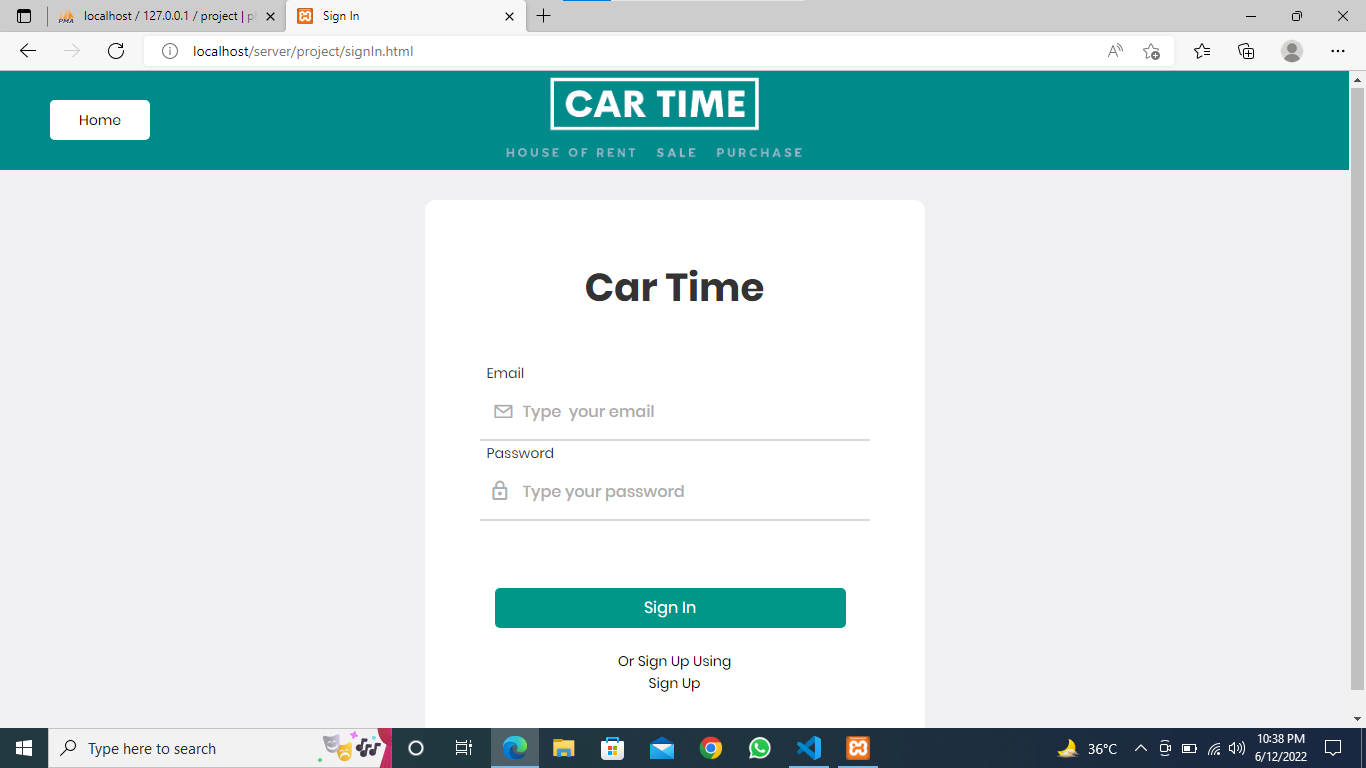 localhost / 127.0.0.1 / project | p
Sign In
localhost/server/project/signIn.html
Home
CAR TIME
HOUSE OF RENT SALE PURCHASE
Car Time
Email
Type your email
Password
Type your password
Sign In
Or Sign Up Using
Sign Up
Type here to search
36°C
10:38 PM
6/12/2022